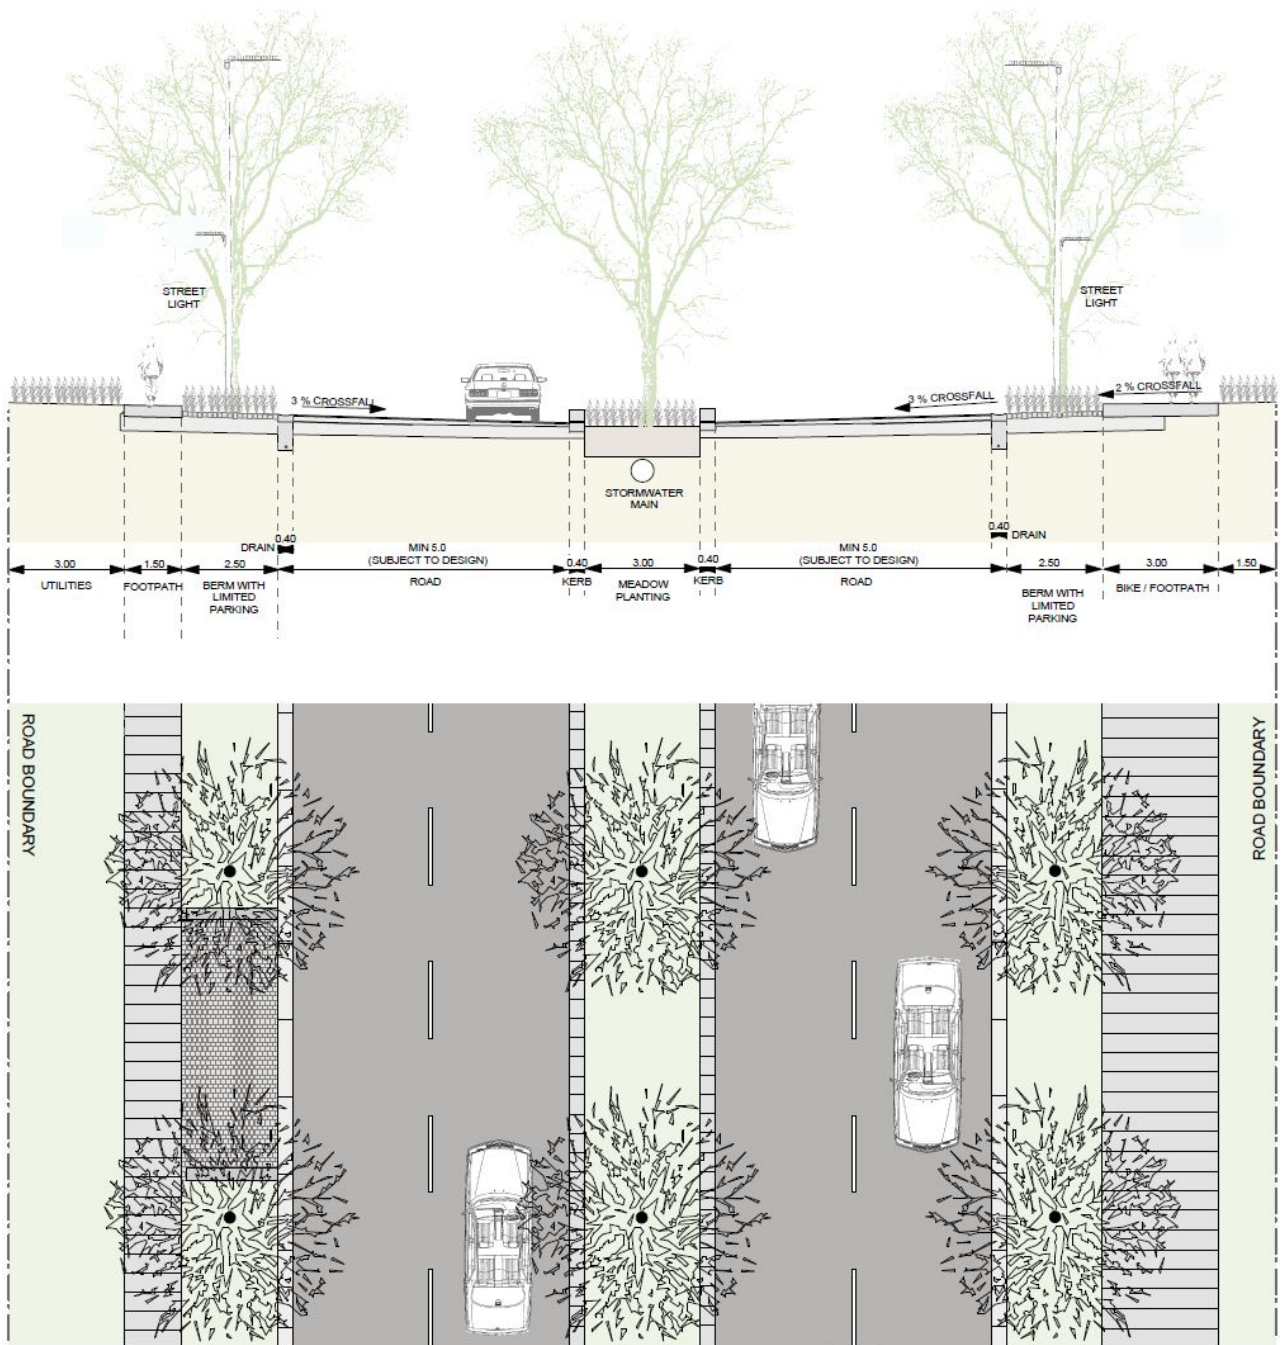 STREET
LIGHT
STREET
LIGHT
3 % CROSSFALL
3 % CROSSFALL
2 % CROSSFALL
STORMWATER
MAIN
0.40
DRAIN
0.40
DRAIN
MIN 5.0
(SUBJECT TO DESIGN)
MIN 5.0
(SUBJECT TO DESIGN)
3.00
1.50
2.50
0.40
3.00
0.40
2.50
3.00
1.50
UTILITIES
FOOTPATH
BERM WITH
LIMITED
PARKING
ROAD
KERB
MEADOW
PLANTING
KERB
ROAD
BERM WITH
LIMITED
PARKING
BIKE / FOOTPATH
ROAD BOUNDARY
ROAD BOUNDARY